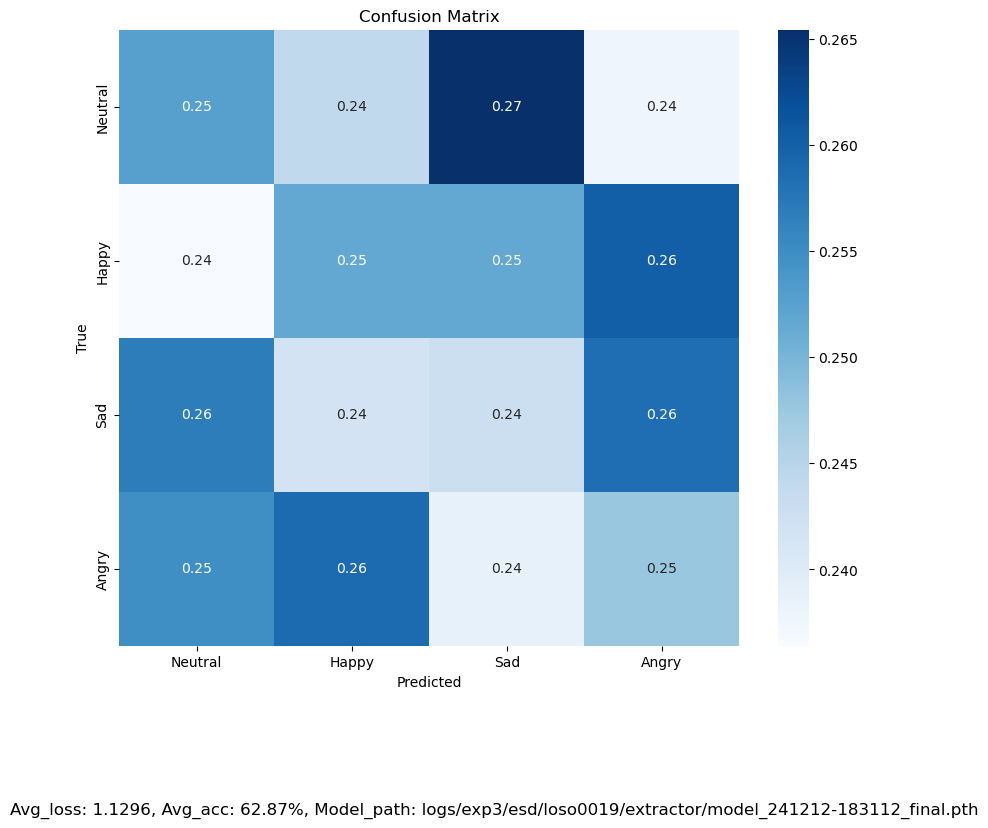 Confusion Matrix
Neutral
0.25 0.24 0.27 0.24
Happy
0.24 0.25 0.25 0.26
True
Sad
0.26 0.24 0.24 0.26
Angry
0.25 0.26 0.24 0.25
Neutral Happy Sad Angry
Predicted
0.265
0.260
0.255
0.250
0.245
0.240
Avg_loss: 1.1296, Avg_acc: 62.87%, Model_path: logs/exp3/esd/loso0019/extractor/model_241212-183112_final.pth